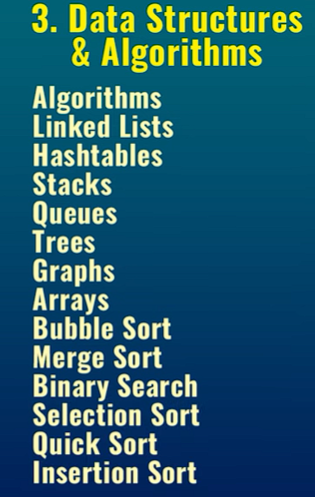 3. Data Structures
& Algorithms
Algorithms
Linked Lists
Hashtables
Stacks
Queues
Trees
Graphs
Arrays
Bubble Sort
Merge Sort
Binary Search
Selection Sort
Quick Sort
Insertion Sort